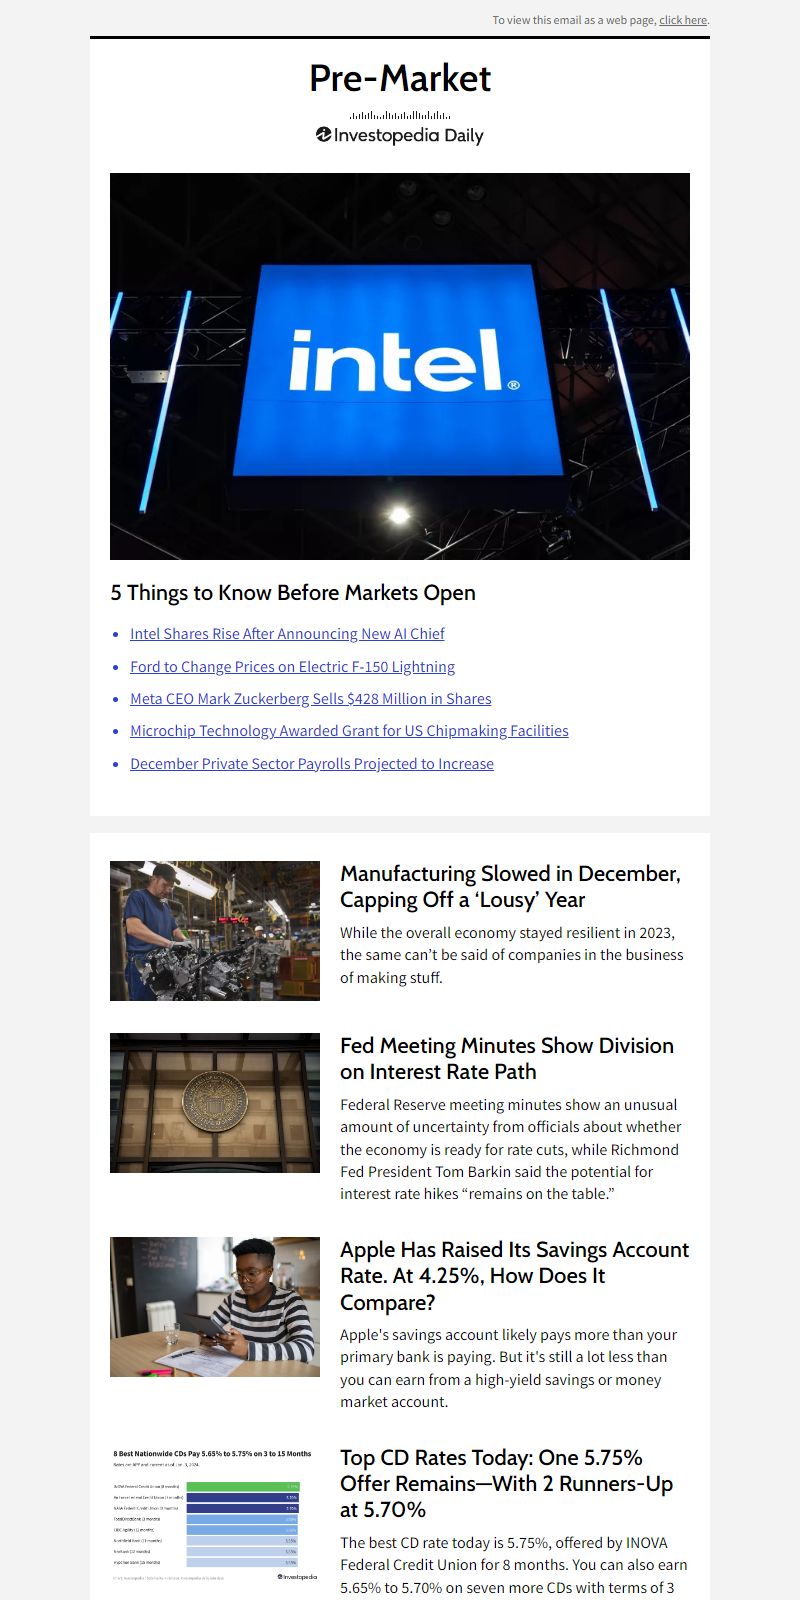 To view this email as a web page, click here.
Pre-Market
Investopedia Daily
intel®
5 Things to Know Before Markets Open
• Intel Shares Rise After Announcing New AI Chief
• Ford to Change Prices on Electric F-150 Lightning
• Meta CEO Mark Zuckerberg Sells $428 Million in Shares
• Microchip Technology Awarded Grant for US Chipmaking Facilities
• December Private Sector Payrolls Projected to Increase
Manufacturing Slowed in December,
Capping Off a ‘Lousy’ Year
While the overall economy stayed resilient in 2023,
the same can’t be said of companies in the business
of making stuff.
Fed Meeting Minutes Show Division
on Interest Rate Path
Federal Reserve meeting minutes show an unusual
amount of uncertainty from officials about whether
the economy is ready for rate cuts, while Richmond
Fed President Tom Barkin said the potential for
interest rate hikes “remains on the table.”
Apple Has Raised Its Savings Account
Rate. At 4.25%, How Does It
Compare?
Apple's savings account likely pays more than your
primary bank is paying. But it's still a lot less than
you can earn from a high-yield savings or money
market account.
8 Best Nationwide CDs Pay 5.65% to 5.75% on 3 to 15 Months
Investopedia
Top CD Rates Today: One 5.75%
Offer Remains—With 2 Runners-Up
at 5.70%
The best CD rate today is 5.75%, offered by INOVA
Federal Credit Union for 8 months. You can also earn
5.65% to 5.70% on seven more CDs with terms of 3